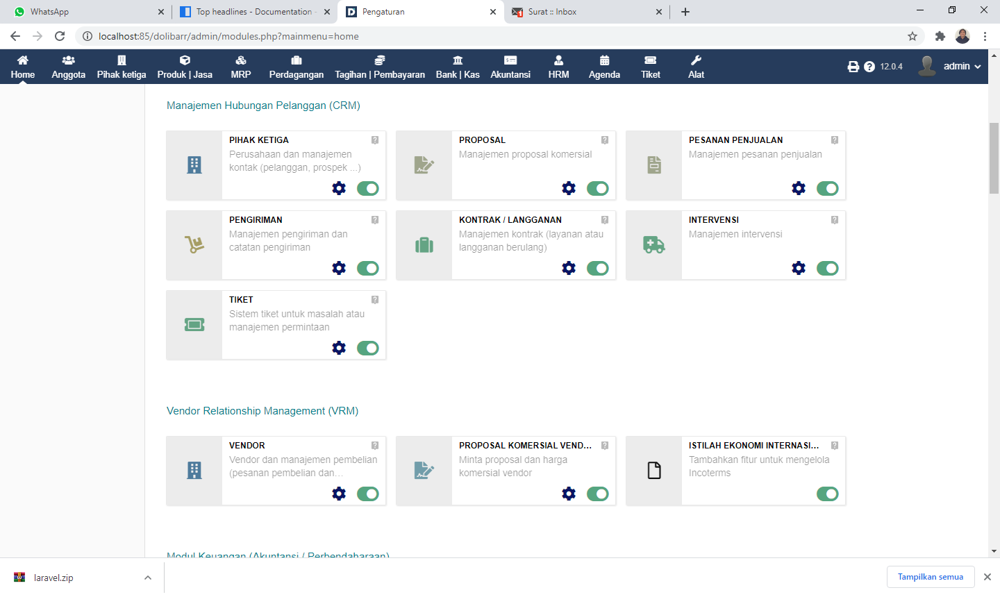 WhatsApp
Top headlines - Documentation
Pengaturan
Surat :: Inbox
localhost:85/dolibarr/admin/modules.php?mainmenu=home
Home
Anggota
Pihak ketiga
Produk | Jasa
MRP
Perdagangan
Tagihan | Pembayaran
Bank | Kas
Akuntansi
HRM
Agenda
Tiket
Alat
12.0.4
admin
Manajemen Hubungan Pelanggan (CRM)
PIHAK KETIGA
Perusahaan dan manajemen
kontak (pelanggan, prospek ...)
PROPOSAL
Manajemen proposal komersial
PESANAN PENJUALAN
Manajemen pesanan penjualan
PENGIRIMAN
Manajemen pengiriman dan
catatan pengiriman
KONTRAK / LANGGANAN
Manajemen kontrak (layanan atau
langganan berulang)
INTERVENSI
Manajemen intervensi
TIKET
Sistem tiket untuk masalah atau
manajemen permintaan
Vendor Relationship Management (VRM)
VENDOR
Vendor dan manajemen pembelian
(pesanan pembelian dan…
PROPOSAL KOMERSIAL VEND…
Minta proposal dan harga
komersial vendor
ISTILAH EKONOMI INTERNASI…
Tambahkan fitur untuk mengelola
Incoterms
Modul Keuangan (Akuntansi / Perbendaharaan)
laravel.zip
Tampilkan semua